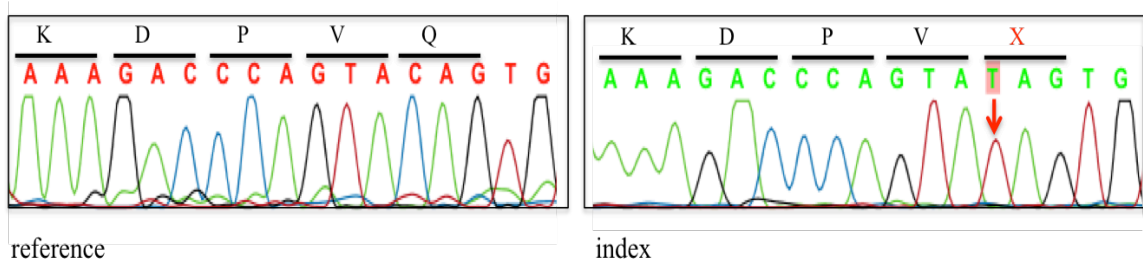 K D P V Q
A A A G A C C C A G T A C A G T G
reference
K D P V X
A A A G A C C C A G T A T A G T G
index